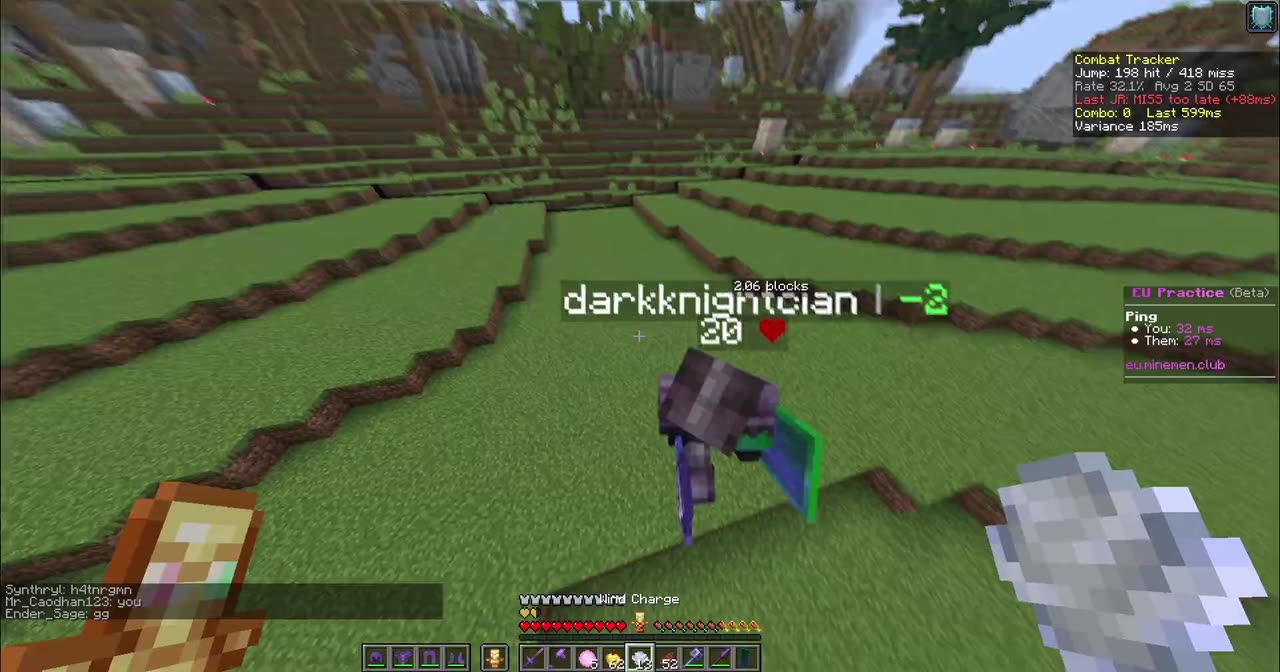 Combat Tracker
Jump: 198 hit / 418 miss
Rate 32.1% Avg 2 SD 65
Last JR: MISS too late (+88ms)
Combo: 0 Last 599ms
Variance 185ms
2.06 blocks
darkknightcian | -2
20
EU Practice (Beta)
Ping
● You: 32 ms
● Them: 27 ms
eu.minemen.club
Synthryl: h4tnrgmn
Mr_Caodhan123: you
Ender_Sage: gg
Wind Charge
52